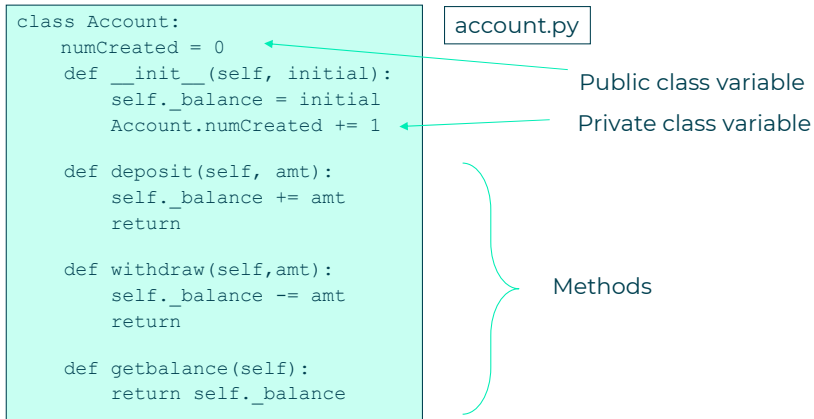 class Account:
    numCreated = 0
    def __init__(self, initial):
        self._balance = initial
        Account.numCreated += 1

    def deposit(self, amt):
        self._balance += amt
        return

    def withdraw(self,amt):
        self._balance -= amt
        return

    def getbalance(self):
        return self._balance
account.py
Public class variable
Private class variable
Methods